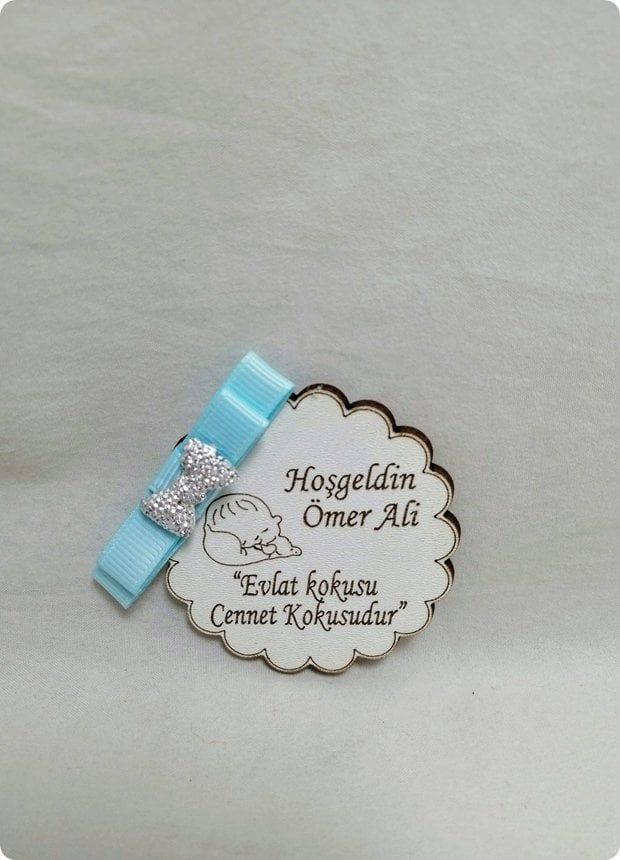 Hoşgeldin
Ömer Ali
“Evlat kokusu
Cennet Kokusudur”